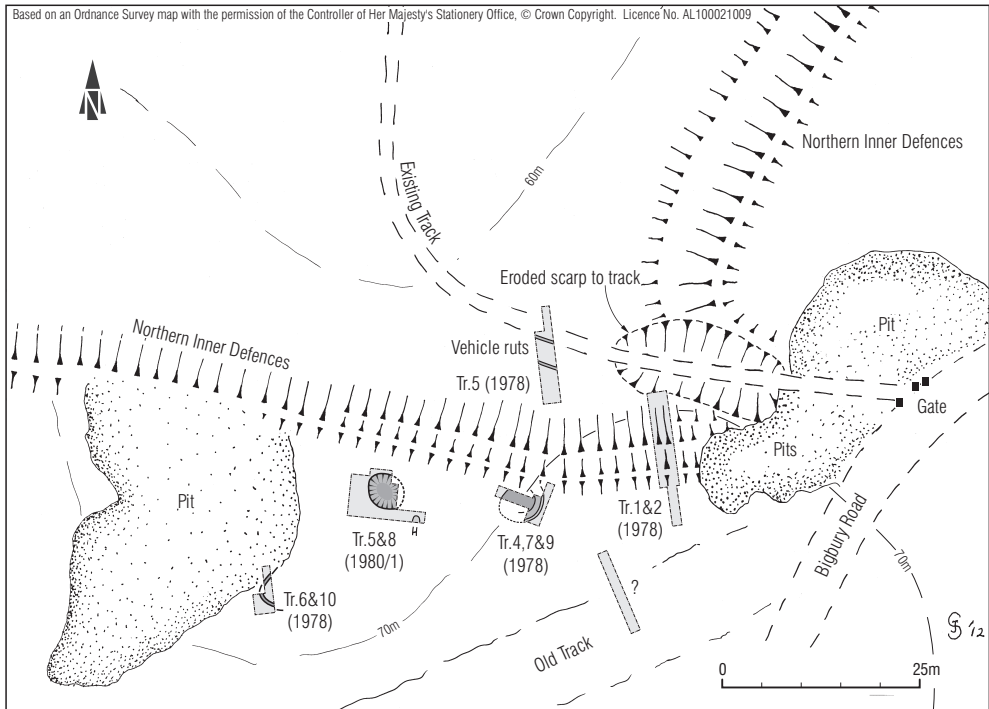 Based on an Ordnance Survey map with the permission of the Controller of Her Majesty's Stationery Office, © Crown Copyright. Licence No. AL100021009
N
Northern Inner Defences
Existing Track
60m
Eroded scarp to track
Northern Inner Defences
Vehicle ruts
Tr.5 (1978)
Pit
Gate
Pits
Pit
Tr.1&2
(1978)
Tr.5&8
(1980/1)
H
Tr.4,7&9
(1978)
Tr.6&10
(1978)
?
70m
Old Track
Bigbury Road
70m
'12
0
25m